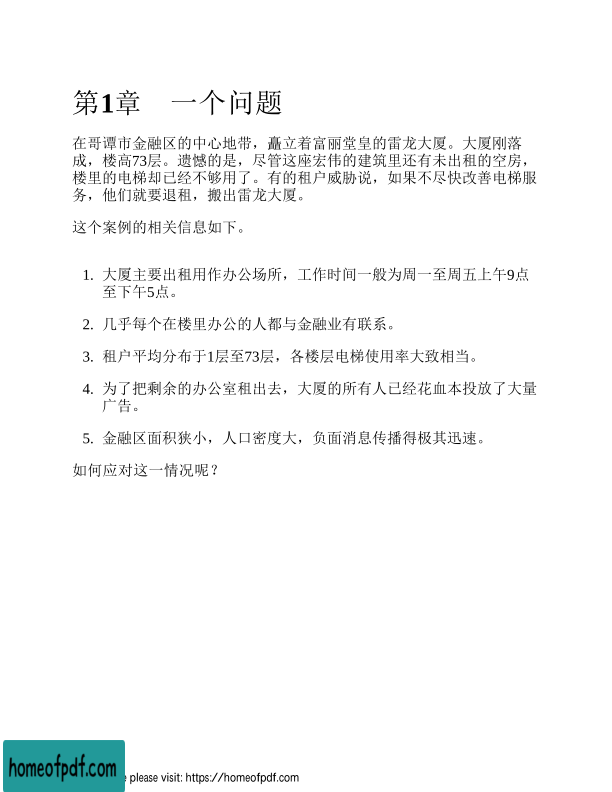 第1章　一个问题
在哥谭市金融区的中心地带，矗立着富丽堂皇的雷龙大厦。大厦刚落
成，楼高73层。遗憾的是，尽管这座宏伟的建筑里还有未出租的空房，
楼里的电梯却已经不够用了。有的租户威胁说，如果不尽快改善电梯服
务，他们就要退租，搬出雷龙大厦。
这个案例的相关信息如下。
1. 大厦主要出租用作办公场所，工作时间一般为周一至周五上午9点
至下午5点。
2. 几乎每个在楼里办公的人都与金融业有联系。
3. 租户平均分布于1层至73层，各楼层电梯使用率大致相当。
4. 为了把剩余的办公室租出去，大厦的所有人已经花血本投放了大量
广告。
5. 金融区面积狭小，人口密度大，负面消息传播得极其迅速。
如何应对这一情况呢？
homeofpdf.com
please visit: https://homeofpdf.com